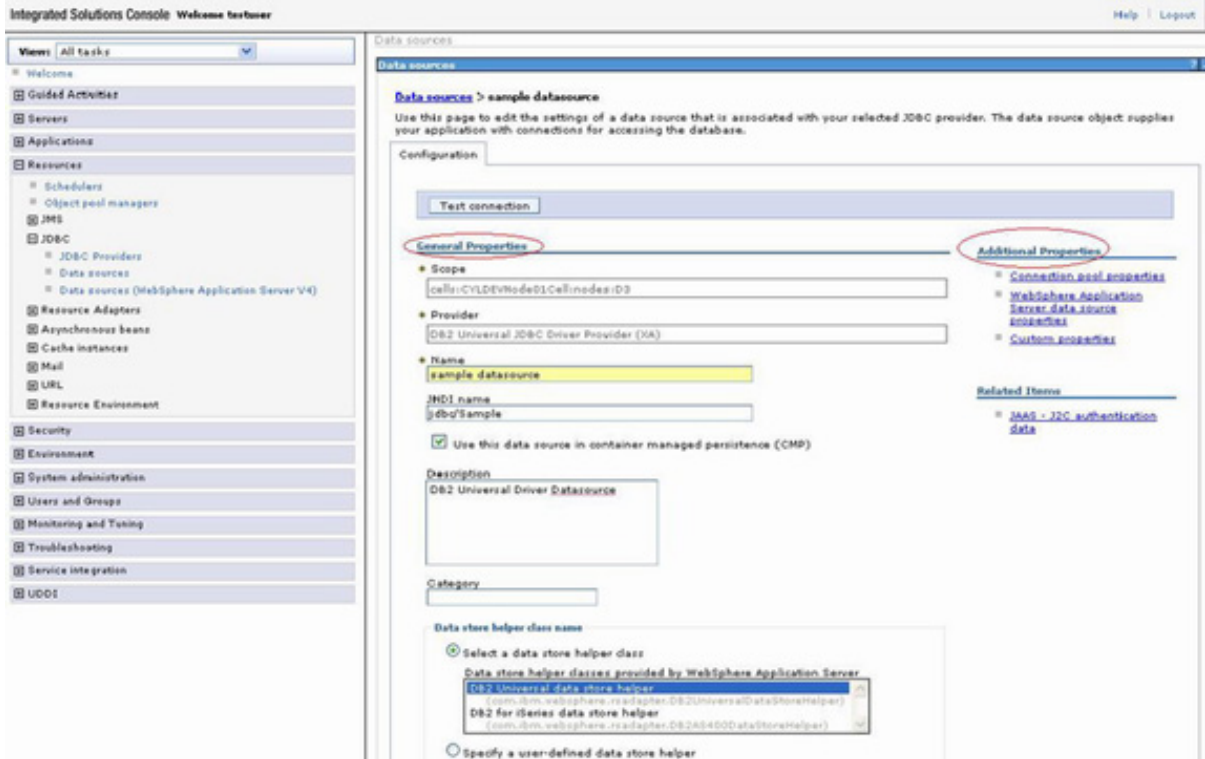 Integrated Solutions Console Welcome testuser
Help | Logout
View: All tasks
Welcome
Guided Activities
Servers
Applications
Resources
Schedulers
Object pool managers
JMS
JDBC
JDBC Providers
Data sources
Data sources (WebSphere Application Server V4)
Resource Adapters
Asynchronous beans
Cache instances
Mail
URL
Resource Environment
Security
Environment
System administration
Users and Groups
Monitoring and Tuning
Troubleshooting
Service integration
UDDI
Data sources
Data sources ?
Data sources > sample datasource
Use this page to edit the settings of a data source that is associated with your selected JDBC provider. The data source object supplies
your application with connections for accessing the database.
Configuration
Test connection
General Properties
Scope
cells:CYLDEVNode01Cell:nodes:D3
Provider
DB2 Universal JDBC Driver Provider (XA)
Name
sample datasource
JNDI name
jdbc/Sample
Use this data source in container managed persistence (CMP)
Description
DB2 Universal Driver Datasource
Category
Data store helper class name
Select a data store helper class
Data store helper classes provided by WebSphere Application Server
DB2 Universal data store helper
(com.ibm.websphere.rsadapter.DB2UniversalDataStoreHelper)
DB2 for iSeries data store helper
(com.ibm.websphere.rsadapter.DB2AS400DataStoreHelper)
Specify a user-defined data store helper
Additional Properties
Connection pool properties
WebSphere Application
Server data source
properties
Custom properties
Related Items
JAAS - J2C authentication
data